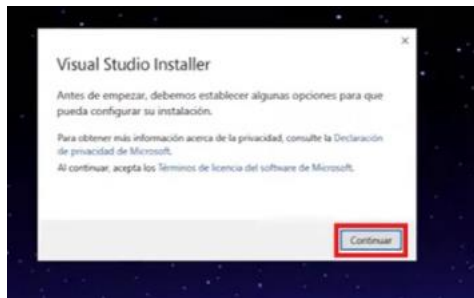 Visual Studio Installer
Antes de empezar, debemos establecer algunas opciones para que
pueda configurar su instalación.
Para obtener más información acerca de la privacidad, consulte la Declaración
de privacidad de Microsoft.
Al continuar, acepta los Términos de licencia del software de Microsoft.
Continuar